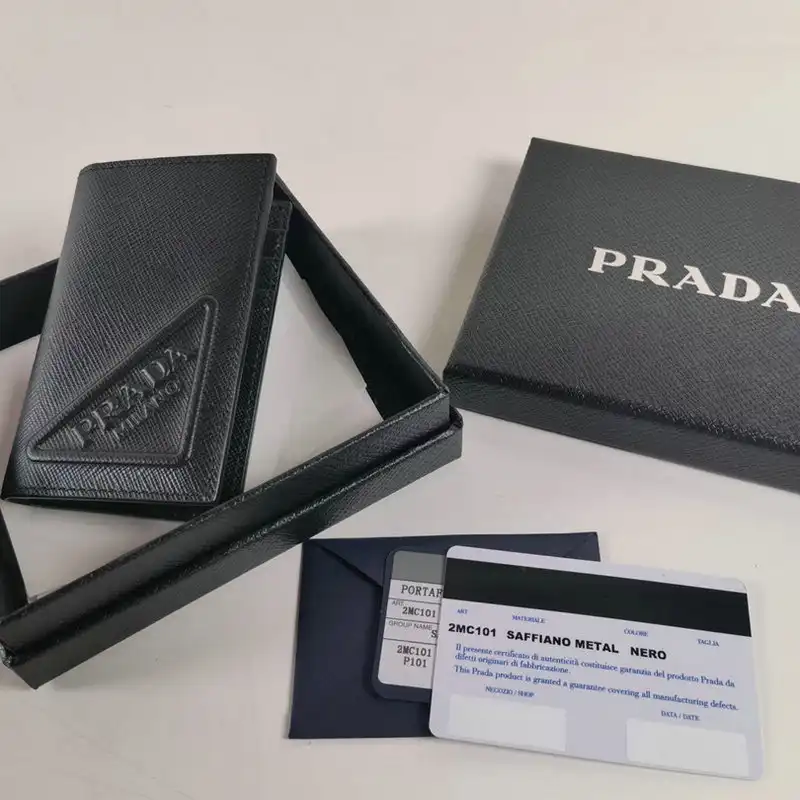 PRADA
MILANO
PRADA
PORTAF
ART
2MC101
GROUP NAME
S
2MC101
P101
ART MATERIALE COLORE TAGLIA
2MC101 SAFFIANO METAL NERO
Il presente certificato di autenticità costituisce garanzia del prodotto Prada da
difetti originari di fabbricazione.
This Prada product is granted a guarantee covering all manufacturing defects.
NEGOZIO / SHOP
DATA / DATE